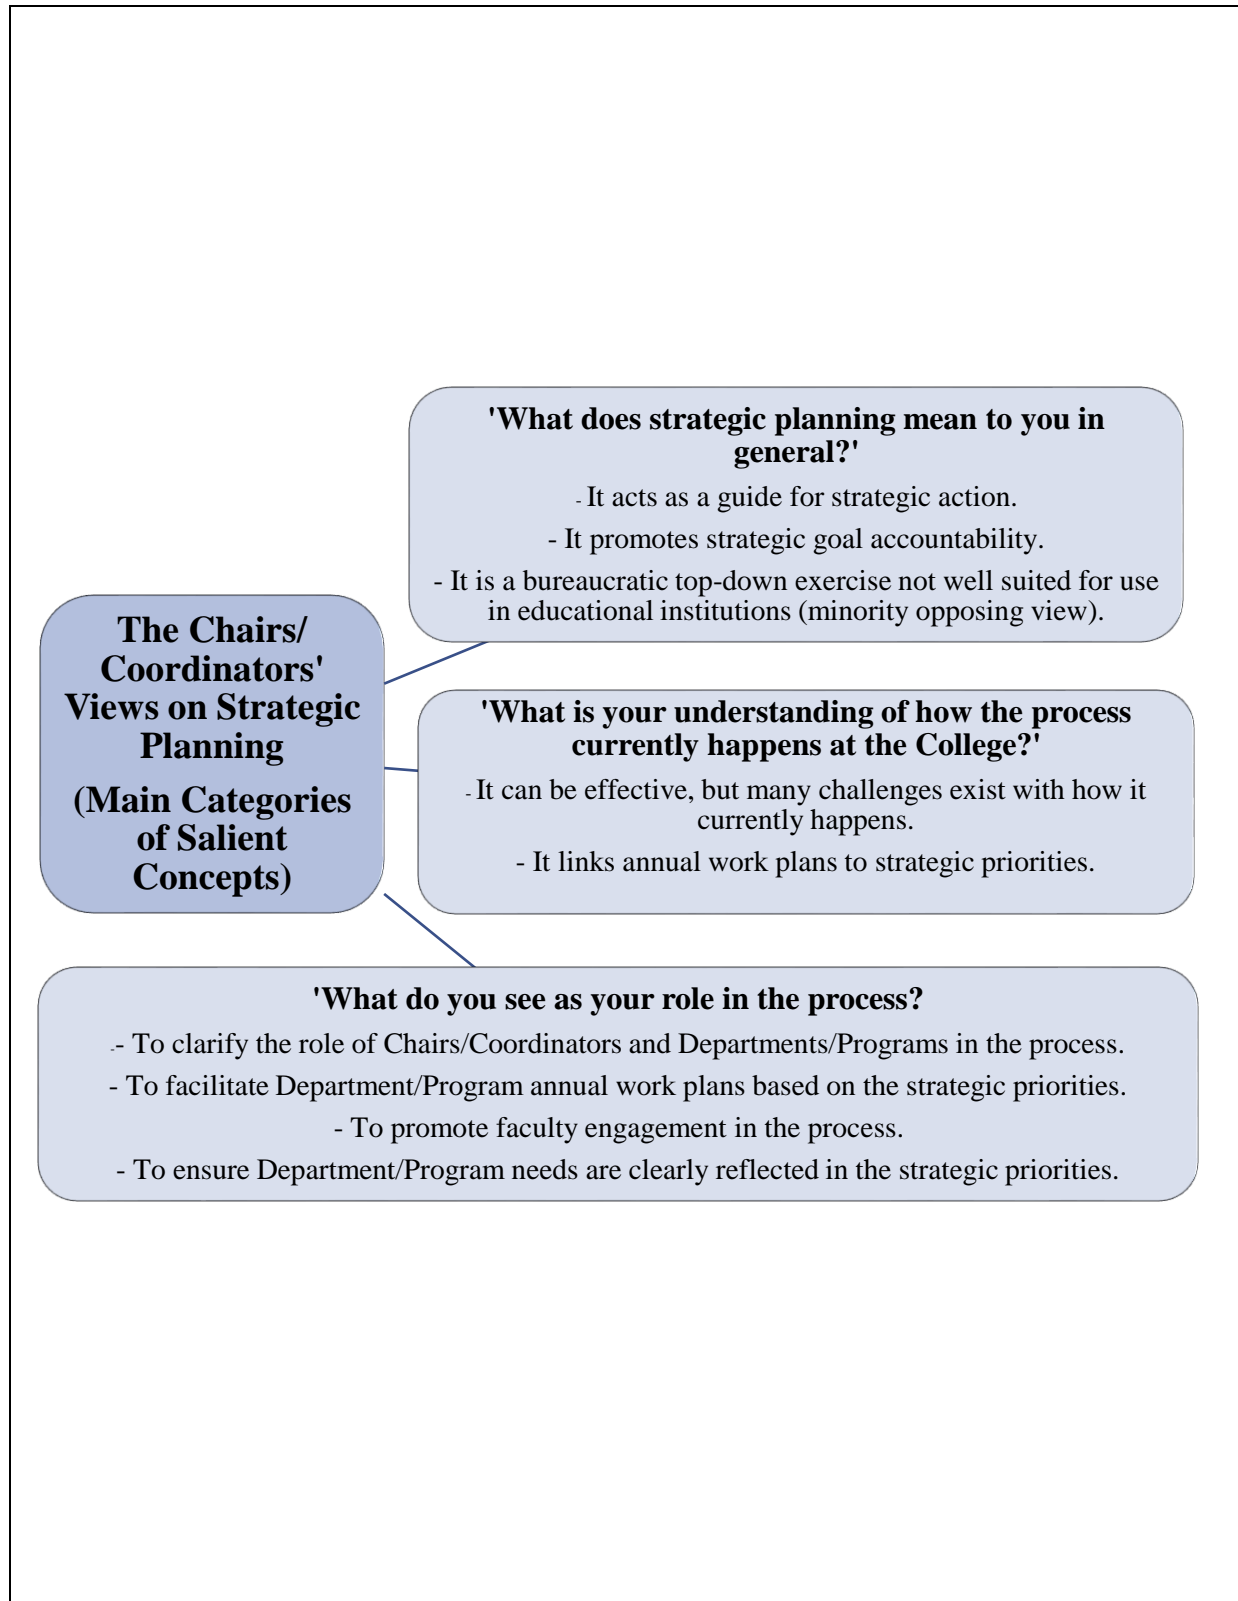 The Chairs/
Coordinators'
Views on Strategic
Planning
(Main Categories
of Salient
Concepts)
'What does strategic planning mean to you in
general?'
- It acts as a guide for strategic action.
- It promotes strategic goal accountability.
- It is a bureaucratic top-down exercise not well suited for use
in educational institutions (minority opposing view).
'What is your understanding of how the process
currently happens at the College?'
- It can be effective, but many challenges exist with how it
currently happens.
- It links annual work plans to strategic priorities.
'What do you see as your role in the process?
-- To clarify the role of Chairs/Coordinators and Departments/Programs in the process.
- To facilitate Department/Program annual work plans based on the strategic priorities.
- To promote faculty engagement in the process.
- To ensure Department/Program needs are clearly reflected in the strategic priorities.